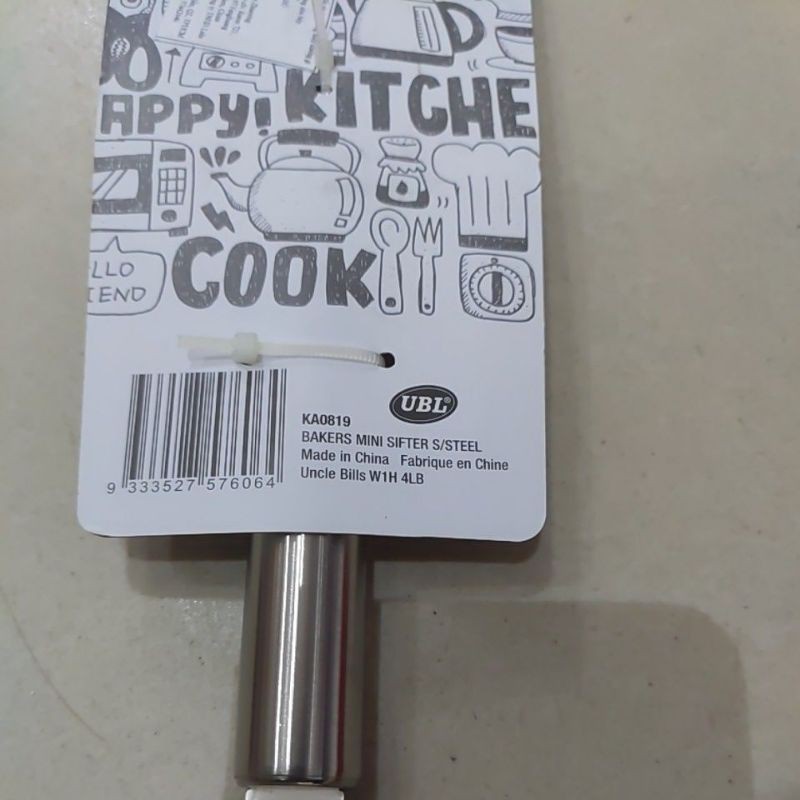 APPY! KITCHE
COOK
LLO
IEND
UBL®
KA0819
BAKERS MINI SIFTER S/STEEL
Made in China Fabrique en Chine
Uncle Bills W1H 4LB
9 333527 576064